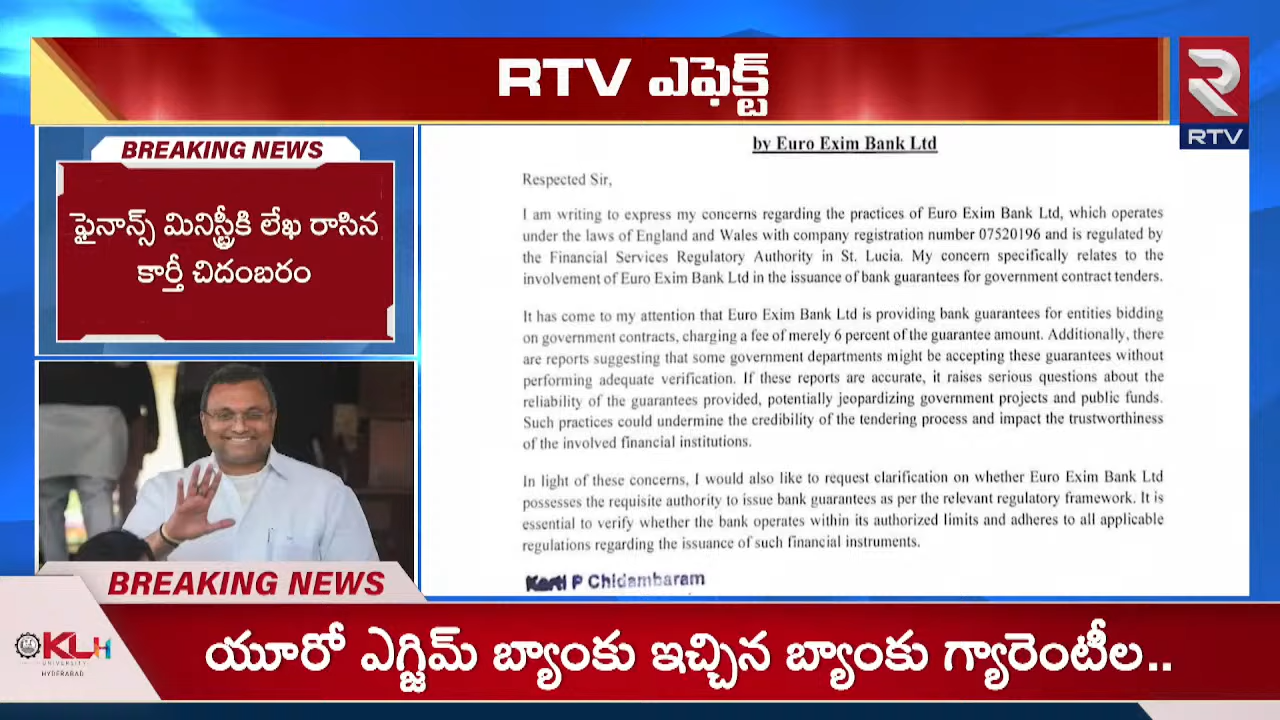 RTV ఎఫెక్ట్
RTV
BREAKING NEWS
ఫైనాన్స్ మినిస్ట్రీకి లేఖ రాసిన
కార్తీ చిదంబరం
by Euro Exim Bank Ltd
Respected Sir,
I am writing to express my concerns regarding the practices of Euro Exim Bank Ltd, which operates
under the laws of England and Wales with company registration number 07520196 and is regulated by
the Financial Services Regulatory Authority in St. Lucia. My concern specifically relates to the
involvement of Euro Exim Bank Ltd in the issuance of bank guarantees for government contract tenders.
It has come to my attention that Euro Exim Bank Ltd is providing bank guarantees for entities bidding
on government contracts, charging a fee of merely 6 percent of the guarantee amount. Additionally, there
are reports suggesting that some government departments might be accepting these guarantees without
performing adequate verification. If these reports are accurate, it raises serious questions about the
reliability of the guarantees provided, potentially jeopardizing government projects and public funds.
Such practices could undermine the credibility of the tendering process and impact the trustworthiness
of the involved financial institutions.
In light of these concerns, I would also like to request clarification on whether Euro Exim Bank Ltd
possesses the requisite authority to issue bank guarantees as per the relevant regulatory framework. It is
essential to verify whether the bank operates within its authorized limits and adheres to all applicable
regulations regarding the issuance of such financial instruments.
Karti P Chidambaram
BREAKING NEWS
KLH
UNIVERSITY
HYDERABAD
యూరో ఎగ్జిమ్ బ్యాంకు ఇచ్చిన బ్యాంకు గ్యారెంటీల..